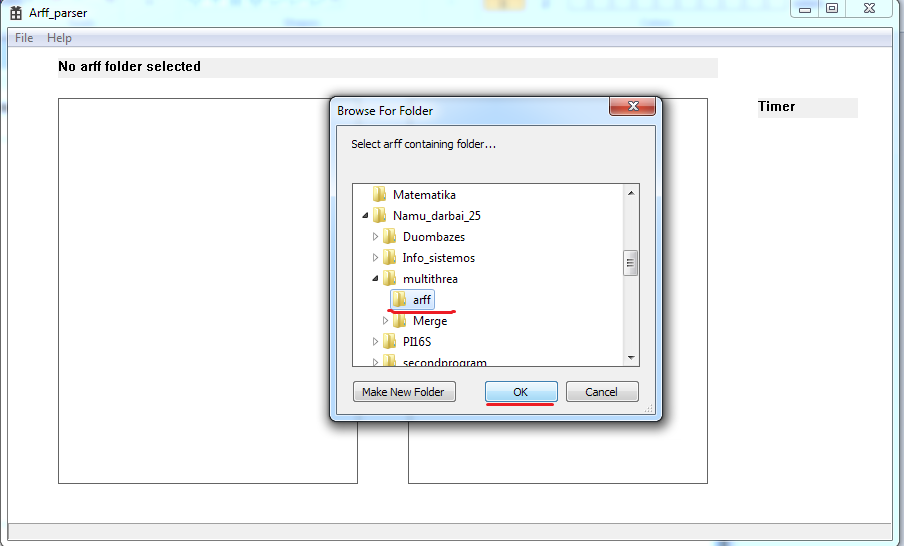 Arff_parser
File Help
No arff folder selected
Timer
Browse For Folder
Select arff containing folder...
Matematika
Namu_darbai_25
Duombazes
Info_sistemos
multithrea
arff
Merge
PI16S
secondprogram
Make New Folder OK Cancel